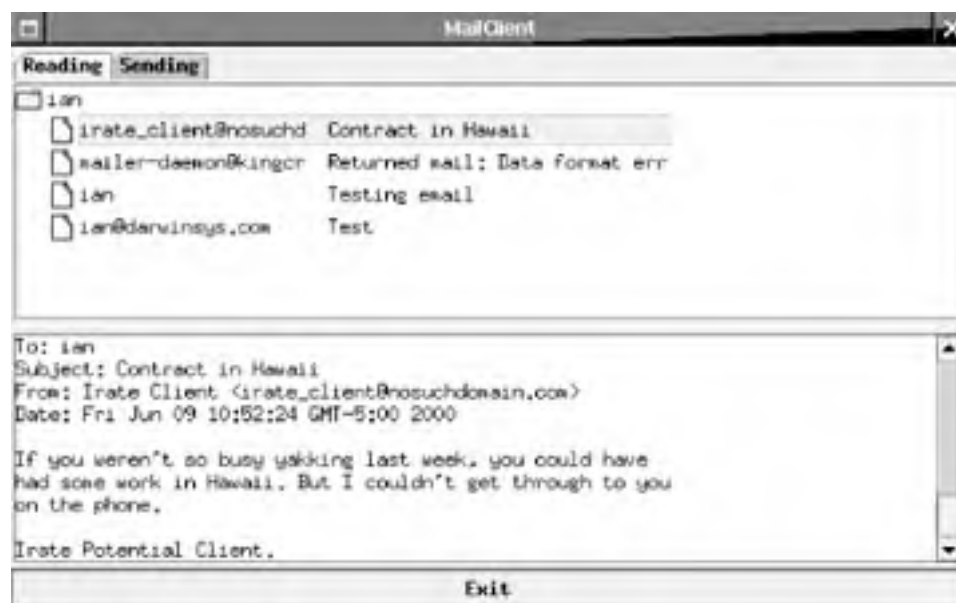 MailClient
Reading Sending
ian
irate_client@nosuchd Contract in Hawaii
mailer-daemon@kingcr Returned mail: Data format err
ian Testing email
ian@darwinsys.com Test
To: ian
Subject: Contract in Hawaii
From: Irate Client <irate_client@nosuchdomain.com>
Date: Fri Jun 09 10:52:24 GMT-5:00 2000
If you weren't so busy yakking last week, you could have
had some work in Hawaii. But I couldn't get through to you
on the phone.
Irate Potential Client.
Exit